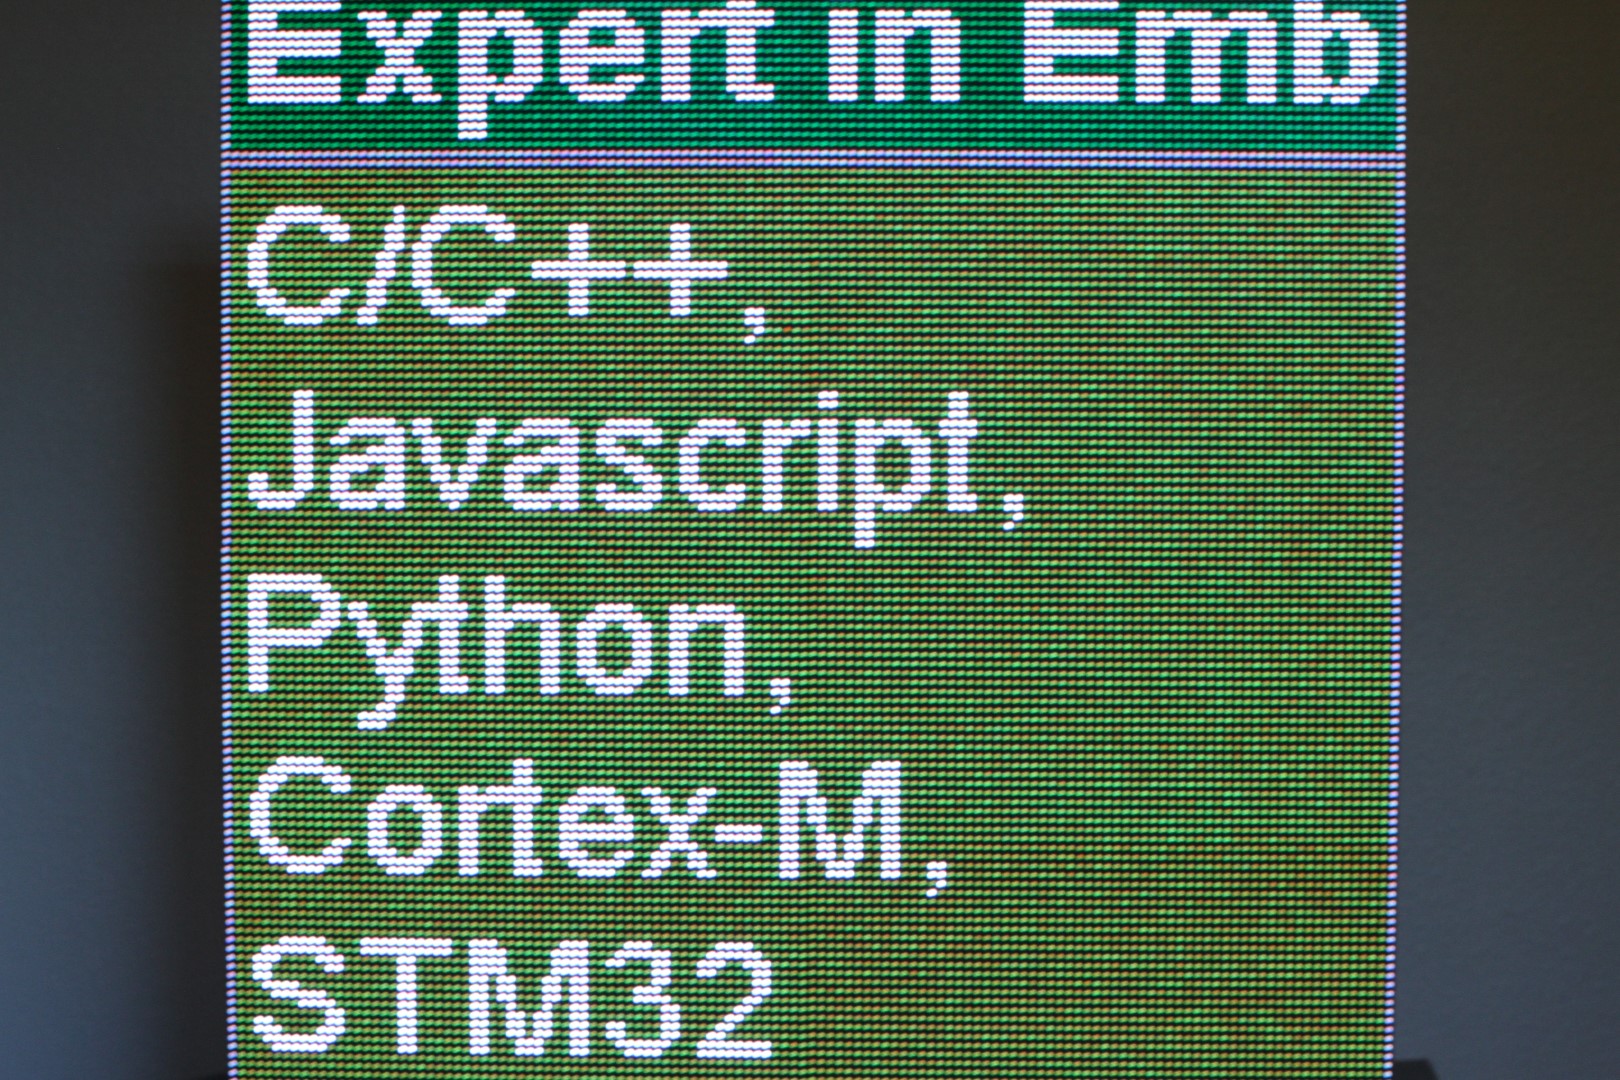 Expert in Emb
C/C++,
Javascript,
Python,
Cortex-M,
STM32